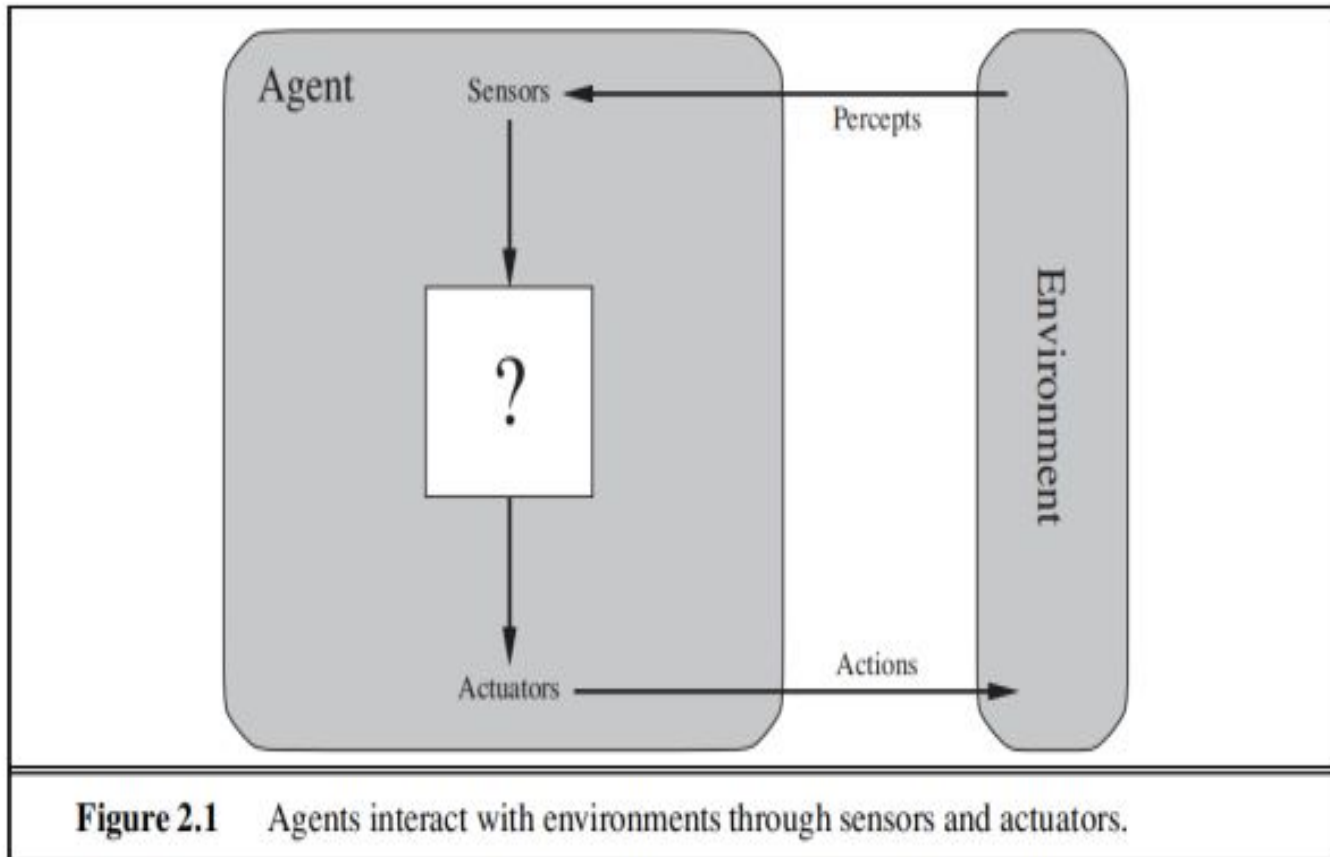 Agent
Sensors
Percepts
?
Environment
Actuators
Actions
Figure 2.1 Agents interact with environments through sensors and actuators.